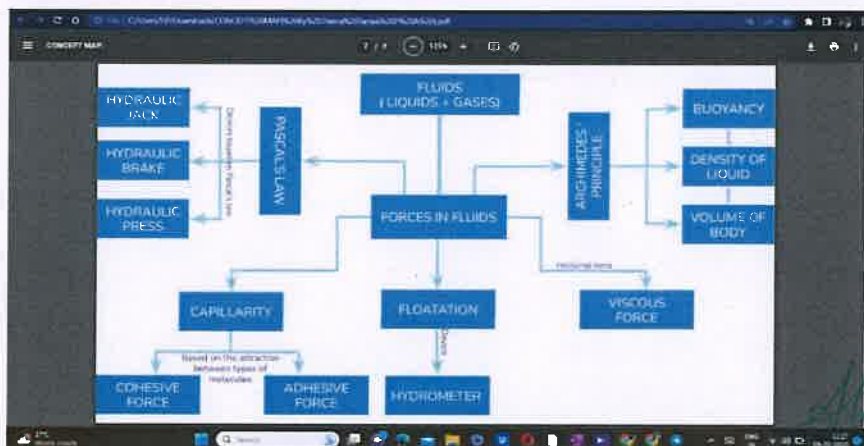 CONCEPT MAP
FLUIDS
( LIQUIDS + GASES)
HYDRAULIC
JACK
HYDRAULIC
BRAKE
HYDRAULIC
PRESS
PASCAL'S LAW
ARCHIMEDES '
PRINCIPLE
BUOYANCY
DENSITY OF
LIQUID
VOLUME OF
BODY
FORCES IN FLUIDS
CAPILLARITY
FLOATATION
VISCOUS
FORCE
Based on the attraction
between types of
molecules
Device
COHESIVE
FORCE
ADHESIVE
FORCE
HYDROMETER
Search